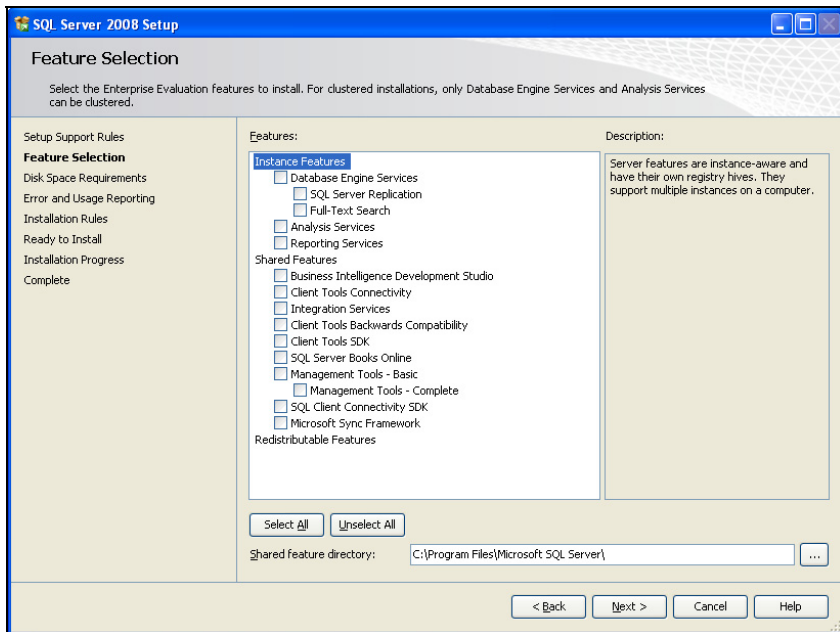 SQL Server 2008 Setup
Feature Selection
Select the Enterprise Evaluation features to install. For clustered installations, only Database Engine Services and Analysis Services
can be clustered.
Setup Support Rules
Feature Selection
Disk Space Requirements
Error and Usage Reporting
Installation Rules
Ready to Install
Installation Progress
Complete
Features:
Instance Features
Database Engine Services
SQL Server Replication
Full-Text Search
Analysis Services
Reporting Services
Shared Features
Business Intelligence Development Studio
Client Tools Connectivity
Integration Services
Client Tools Backwards Compatibility
Client Tools SDK
SQL Server Books Online
Management Tools - Basic
Management Tools - Complete
SQL Client Connectivity SDK
Microsoft Sync Framework
Redistributable Features
Description:
Server features are instance-aware and
have their own registry hives. They
support multiple instances on a computer.
Select All
Unselect All
Shared feature directory:
C:\Program Files\Microsoft SQL Server\
...
< Back
Next >
Cancel
Help